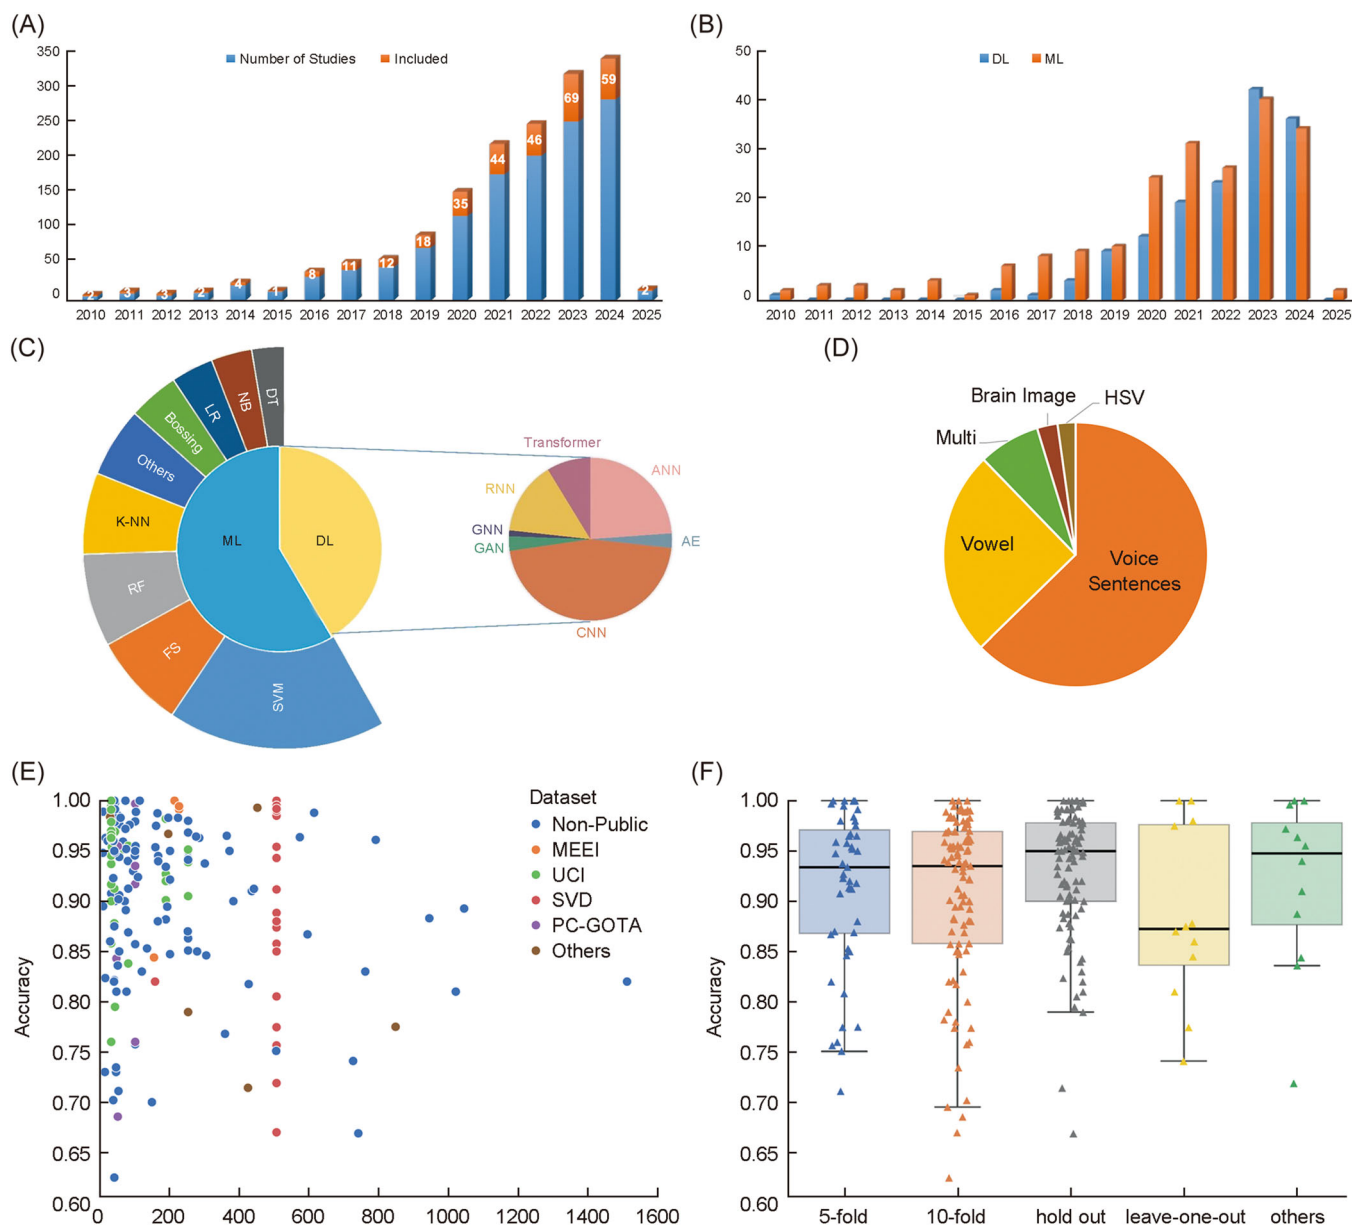 (A)
Number of Studies Included
350
300
250
200
150
100
50
0
2 3 3 2 4 1 8 11 12 18 35 44 46 69 59 2
2010 2011 2012 2013 2014 2015 2016 2017 2018 2019 2020 2021 2022 2023 2024 2025
(B)
DL ML
50
40
30
20
10
0
2010 2011 2012 2013 2014 2015 2016 2017 2018 2019 2020 2021 2022 2023 2024 2025
(C)
DT
NB
LR
Bossing
Others
K-NN
RF
FS
SVM
ML
DL
Transformer
ANN
RNN
GNN
GAN
AE
CNN
(D)
Brain Image
HSV
Multi
Vowel
Voice
Sentences
(E)
Accuracy
1.00
0.95
0.90
0.85
0.80
0.75
0.70
0.65
0.60
0 200 400 600 800 1000 1200 1400 1600
Dataset
Non-Public
MEEI
UCI
SVD
PC-GOTA
Others
(F)
Accuracy
1.00
0.95
0.90
0.85
0.80
0.75
0.70
0.65
0.60
5-fold 10-fold hold out leave-one-out others